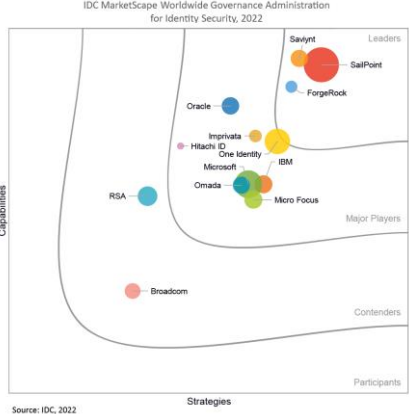 IDC MarketScape Worldwide Governance Administration
for Identity Security, 2022
Leaders
Saviynt
SailPoint
ForgeRock
Oracle
Imprivata
Hitachi ID
One Identity
IBM
Microsoft
Omada
Micro Focus
RSA
Major Players
Broadcom
Contenders
Participants
Capabilities
Strategies
Source: IDC, 2022